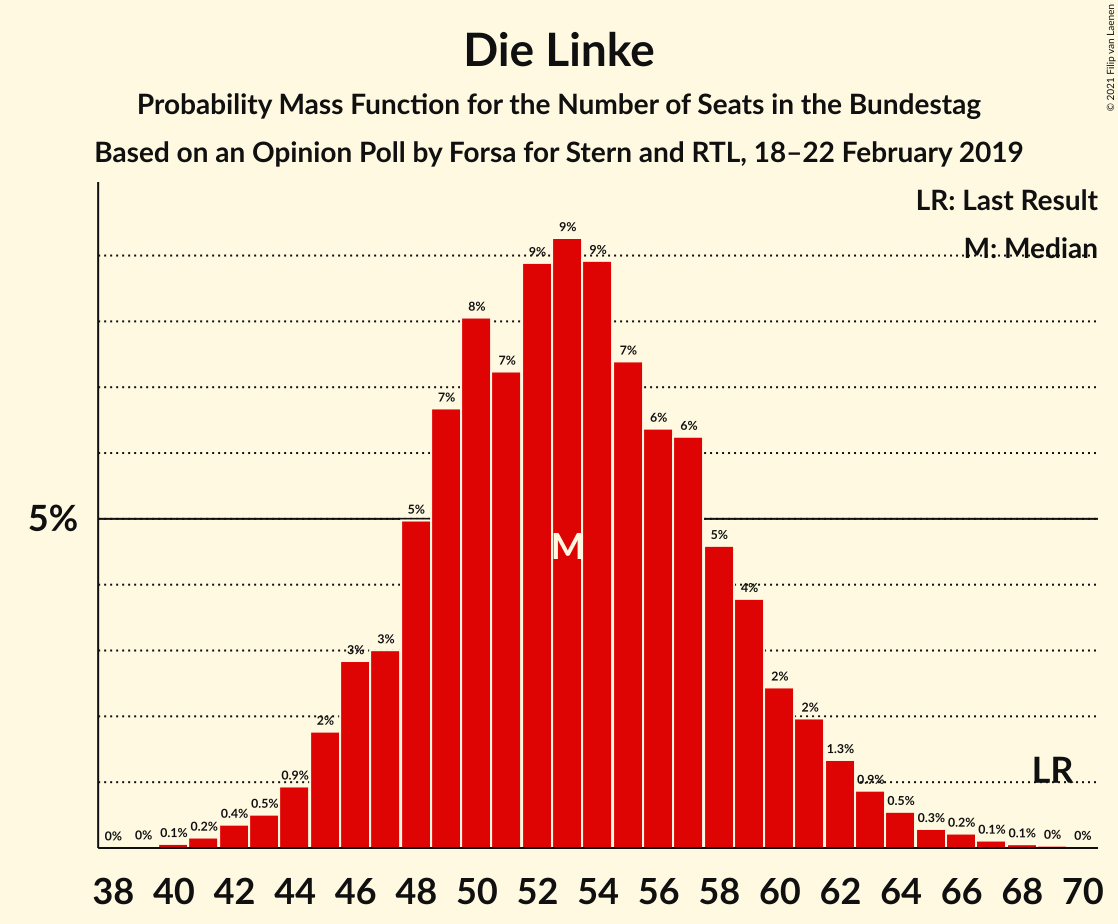 Die Linke
Probability Mass Function for the Number of Seats in the Bundestag
Based on an Opinion Poll by Forsa for Stern and RTL, 18–22 February 2019
© 2021 Filip van Laenen
LR: Last Result
M: Median
5%
0% 0% 0.1% 0.2% 0.4% 0.5% 0.9% 2% 3% 3% 5% 7% 8% 7% 9% 9% 9% 7% 6% 6% 5% 4% 2% 2% 1.3% 0.9% 0.5% 0.3% 0.2% 0.1% 0.1% 0% 0%
M
LR
38 40 42 44 46 48 50 52 54 56 58 60 62 64 66 68 70